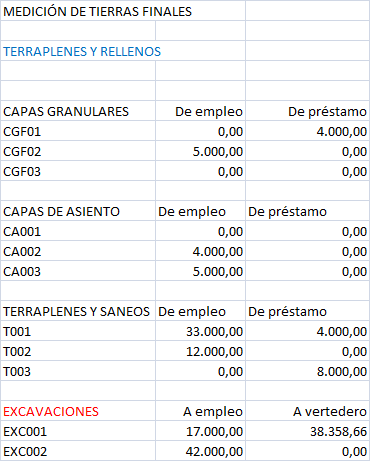 MEDICIÓN DE TIERRAS FINALES
TERRAPLENES Y RELLENOS
CAPAS GRANULARES De empleo De préstamo
CGF01 0,00 4.000,00
CGF02 5.000,00 0,00
CGF03 0,00 0,00
CAPAS DE ASIENTO De empleo De préstamo
CA001 0,00 0,00
CA002 4.000,00 0,00
CA003 5.000,00 0,00
TERRAPLENES Y SANEOS De empleo De préstamo
T001 33.000,00 4.000,00
T002 12.000,00 0,00
T003 0,00 8.000,00
EXCAVACIONES A empleo A vertedero
EXC001 17.000,00 38.358,66
EXC002 42.000,00 0,00